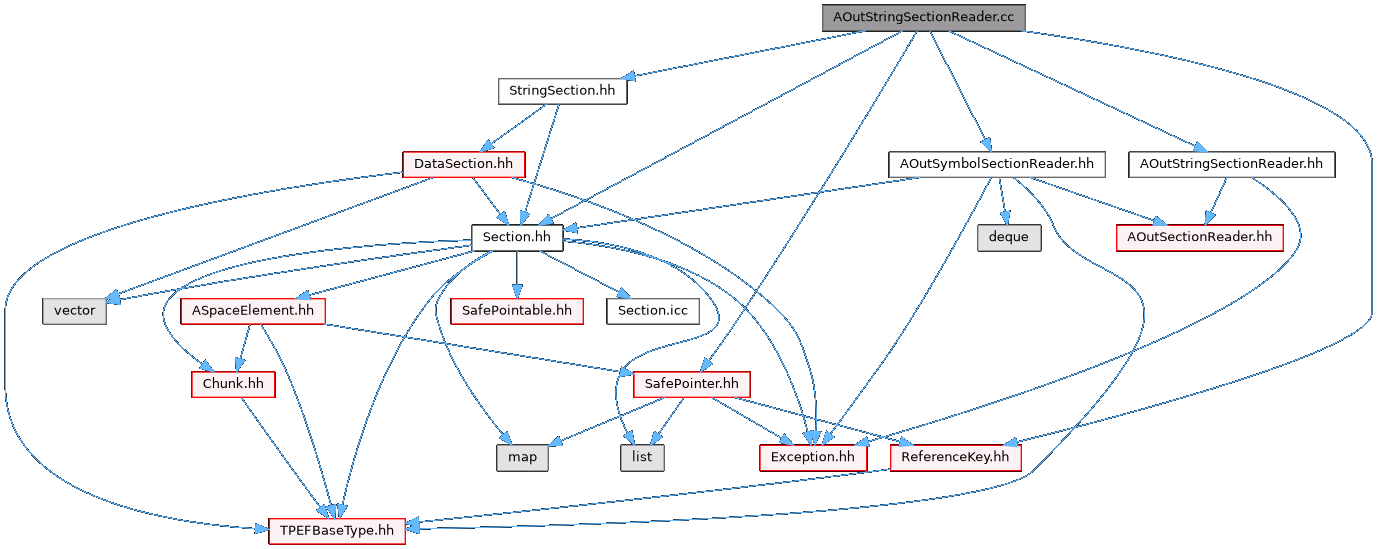 AOutStringSectionReader.cc
StringSection.hh
DataSection.hh
AOutSymbolSectionReader.hh
AOutStringSectionReader.hh
Section.hh
deque
AOutSectionReader.hh
vector
ASpaceElement.hh
SafePointable.hh
Section.icc
Chunk.hh
SafePointer.hh
map
list
Exception.hh
ReferenceKey.hh
TPEFBaseType.hh